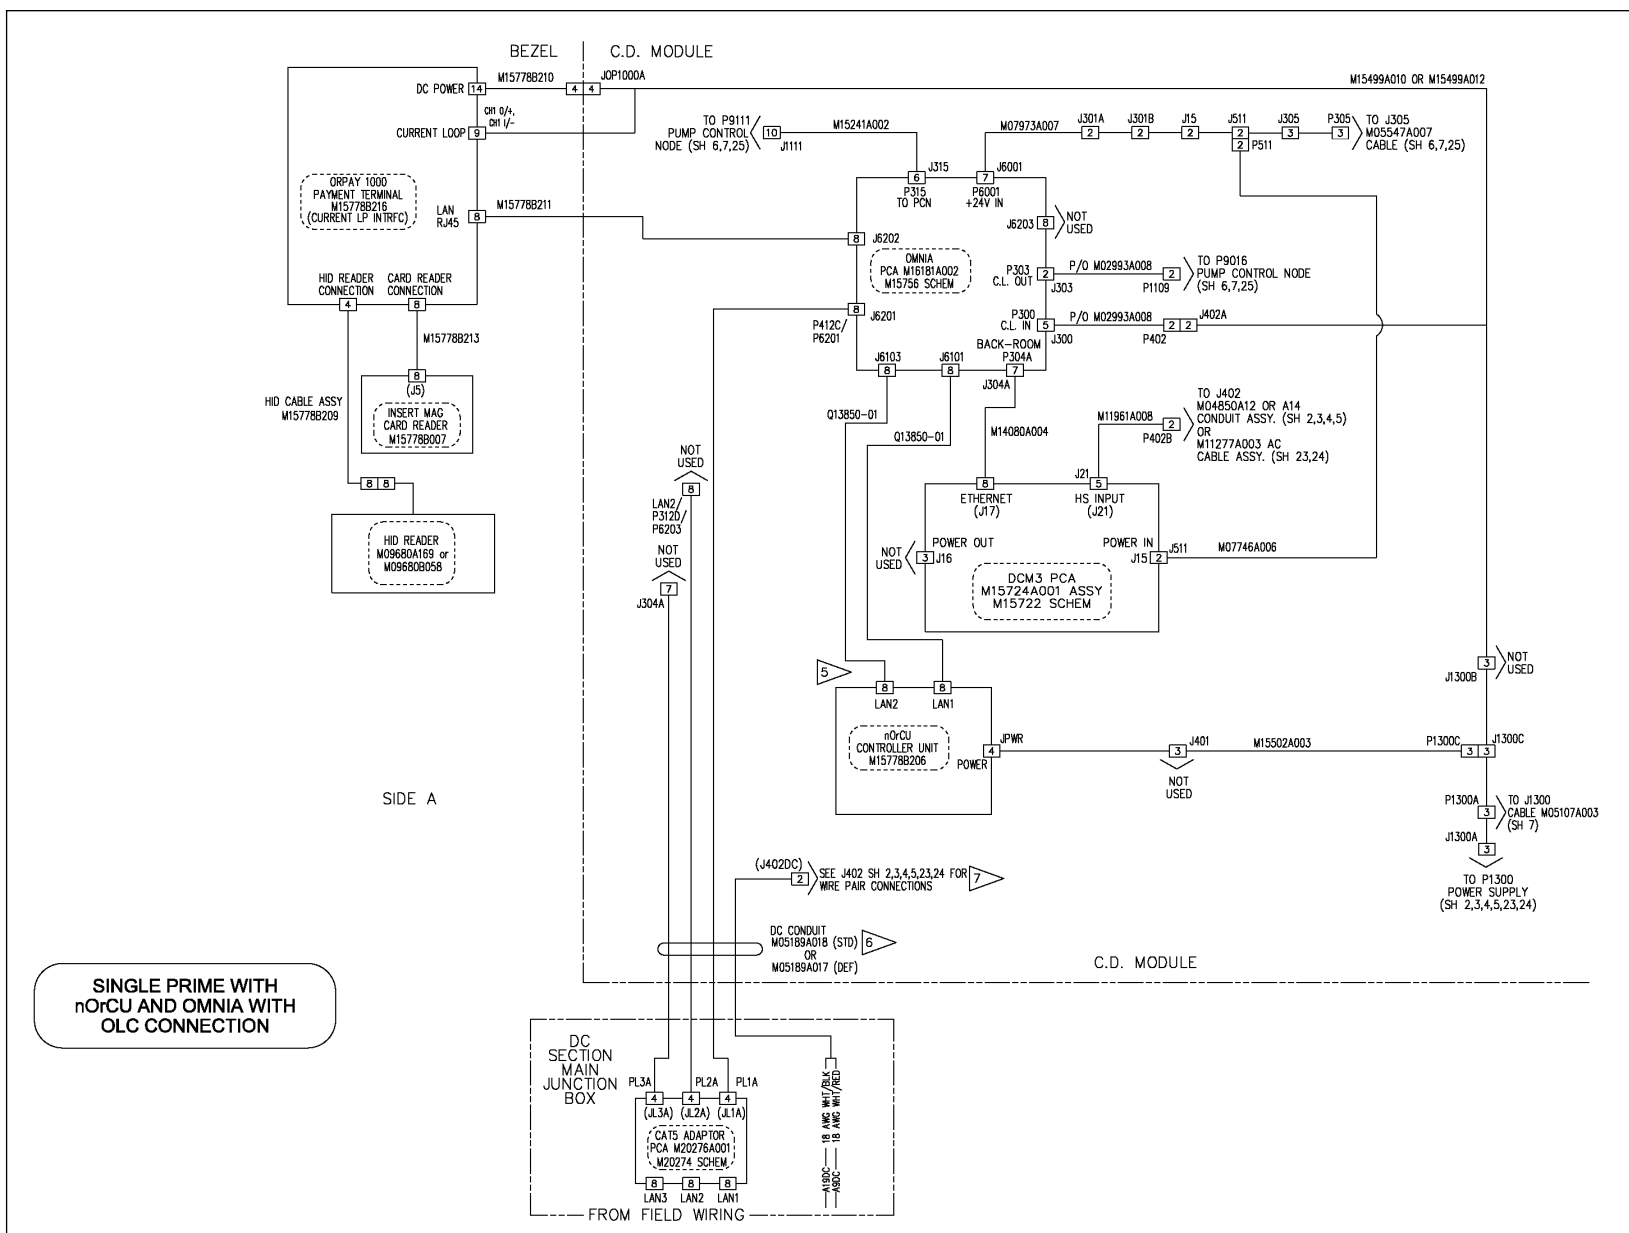 BEZEL
C.D. MODULE
M15778B210
JOP1000A
M15499A010 OR M15499A012
DC POWER
14
4
4
CH1 0/+,
CH1 I/-
CURRENT LOOP
9
ORPAY 1000
PAYMENT TERMINAL
M15778B216
(CURRENT LP INTRFC)
LAN
RJ45
8
M15778B211
HID READER
CONNECTION
4
CARD READER
CONNECTION
8
M15778B213
8
(J5)
INSERT MAG
CARD READER
M15778B007
HID CABLE ASSY
M15778B209
8
8
HID READER
M09680A169 or
M09680B058
TO P9111
PUMP CONTROL
NODE (SH 6,7,25)
10
J1111
M15241A002
M07973A007
J301A
2
J301B
2
J15
2
J511
2
2
P511
J305
3
P305
3
TO J305
M05547A007
CABLE (SH 6,7,25)
J315
6
P315
TO PCN
J6001
7
P6001
+24V IN
J6203
8
NOT
USED
8
J6202
OMNIA
PCA M16181A002
M15756 SCHEM
P303
C.L. OUT
2
J303
P/O M02993A008
2
P1109
TO P9016
PUMP CONTROL NODE
(SH 6,7,25)
8
J6201
P412C/
P6201
P300
C.L. IN
5
J300
P/O M02993A008
2
2
P402
J402A
BACK-ROOM
P304A
7
J304A
J6103
8
J6101
8
Q13850-01
Q13850-01
M14080A004
M11961A008
2
P402B
TO J402
M04850A12 OR A14
CONDUIT ASSY. (SH 2,3,4,5)
OR
M11277A003 AC
CABLE ASSY. (SH 23,24)
8
ETHERNET
(J17)
J21
5
HS INPUT
(J21)
NOT
USED
POWER OUT
3
J16
POWER IN
J15
2
J511
M07746A006
DCM3 PCA
M15724A001 ASSY
M15722 SCHEM
NOT
USED
8
LAN2/
P312D/
P6203
NOT
USED
7
J304A
5
8
LAN2
8
LAN1
nOrCU
CONTROLLER UNIT
M15778B206
JPWR
4
POWER
J401
3
NOT
USED
M15502A003
3
NOT
USED
J1300B
P1300C
3
3
J1300C
P1300A
3
TO J1300
CABLE M05107A003
(SH 7)
J1300A
3
TO P1300
POWER SUPPLY
(SH 2,3,4,5,23,24)
SIDE A
(J402DC)
2
SEE J402 SH 2,3,4,5,23,24 FOR
WIRE PAIR CONNECTIONS
7
DC CONDUIT
M05189A018 (STD)
OR
M05189A017 (DEF)
6
C.D. MODULE
SINGLE PRIME WITH
nOrCU AND OMNIA WITH
OLC CONNECTION
DC
SECTION
MAIN
JUNCTION
BOX
PL3A
PL2A
PL1A
4
4
4
(JL3A)
(JL2A)
(JL1A)
CAT5 ADAPTOR
PCA M20276A001
M20274 SCHEM
8
8
8
LAN3
LAN2
LAN1
A19DC 18 AWG WHT/BLK
A9DC 18 AWG WHT/RED
FROM FIELD WIRING